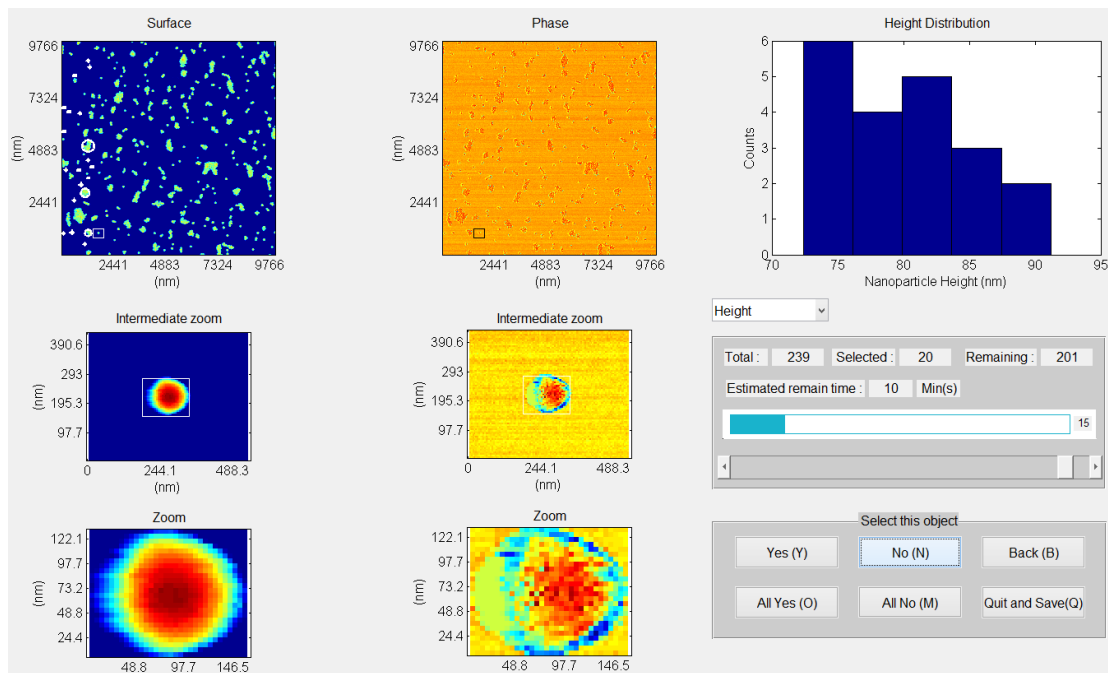 Surface
9766
7324
4883
2441
(nm)
2441 4883 7324 9766
(nm)
Phase
9766
7324
4883
2441
(nm)
2441 4883 7324 9766
(nm)
Height Distribution
6
5
4
3
2
1
0
Counts
70 75 80 85 90 95
Nanoparticle Height (nm)
Intermediate zoom
390.6
293
195.3
97.7
(nm)
0 244.1 488.3
(nm)
Intermediate zoom
390.6
293
195.3
97.7
(nm)
0 244.1 488.3
(nm)
Height
Total : 239 Selected : 20 Remaining : 201
Estimated remain time : 10 Min(s)
15
Zoom
122.1
97.7
73.2
48.8
24.4
(nm)
48.8 97.7 146.5
Zoom
122.1
97.7
73.2
48.8
24.4
(nm)
48.8 97.7 146.5
Select this object
Yes (Y) No (N) Back (B)
All Yes (O) All No (M) Quit and Save(Q)